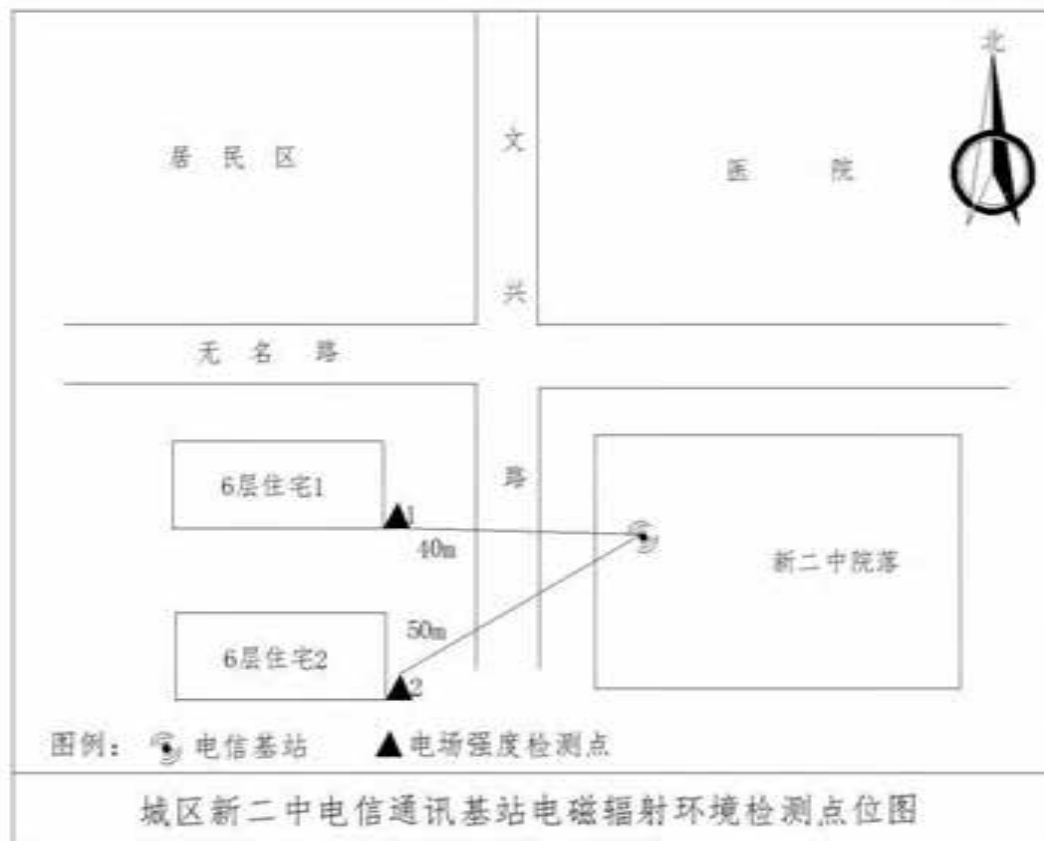 北
居民区
文兴路
医院
无名路
6层住宅1
1
40m
新二中院落
50m
6层住宅2
2
图例： 电信基站 电场强度检测点
城区新二中电信通讯基站电磁辐射环境检测点位图